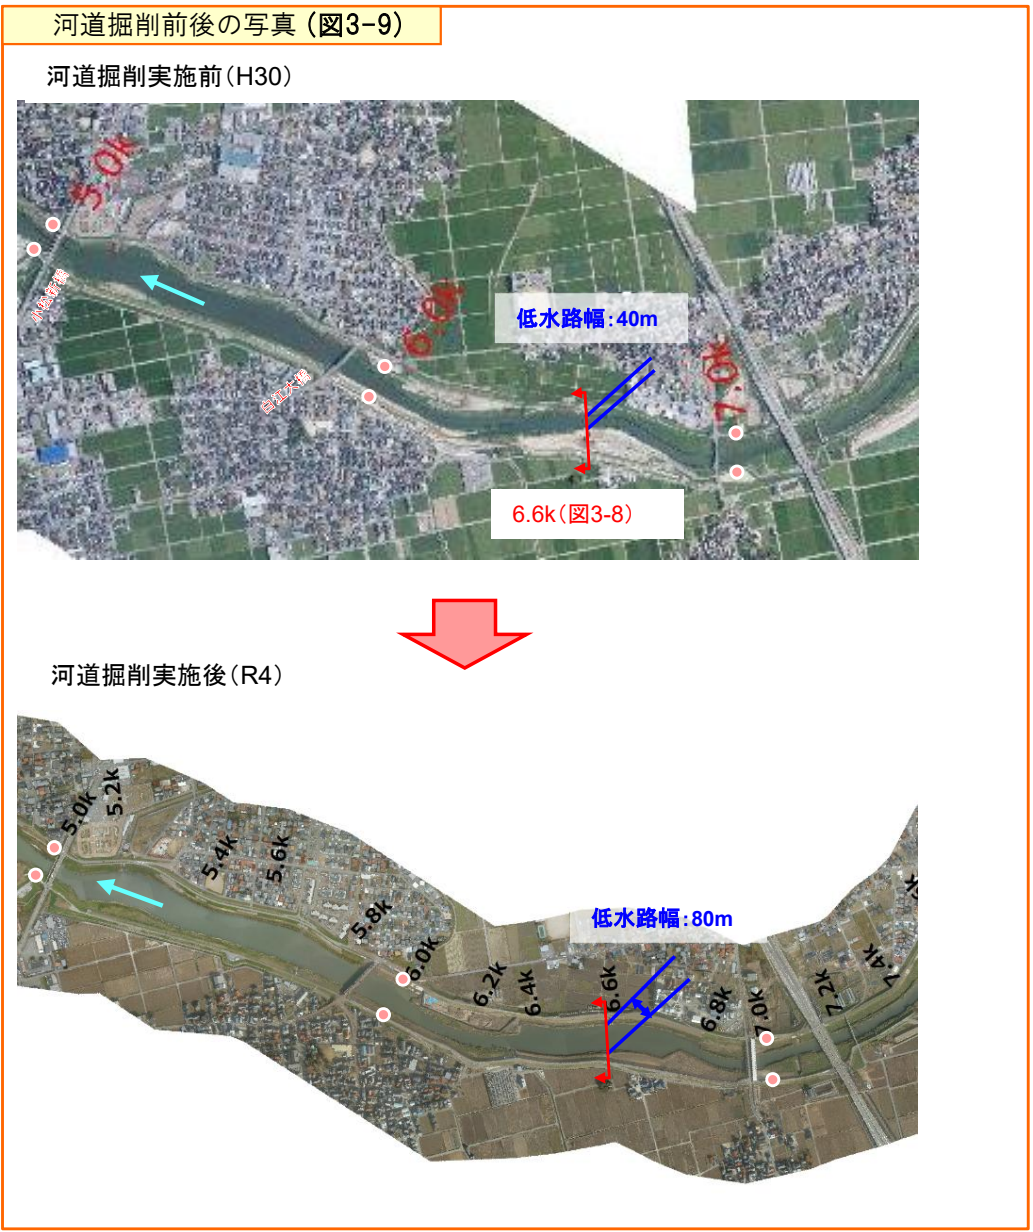 河道掘削前後の写真 (図3-9)
河道掘削実施前(H30)
5.0k
小松新橋
6.0k
白江大橋
低水路幅:40m
7.0k
6.6k(図3-8)
河道掘削実施後(R4)
5.0k
5.2k
5.4k
5.6k
5.8k
6.0k
低水路幅:80m
6.2k
6.4k
6.6k
6.8k
7.0k
7.2k
7.4k